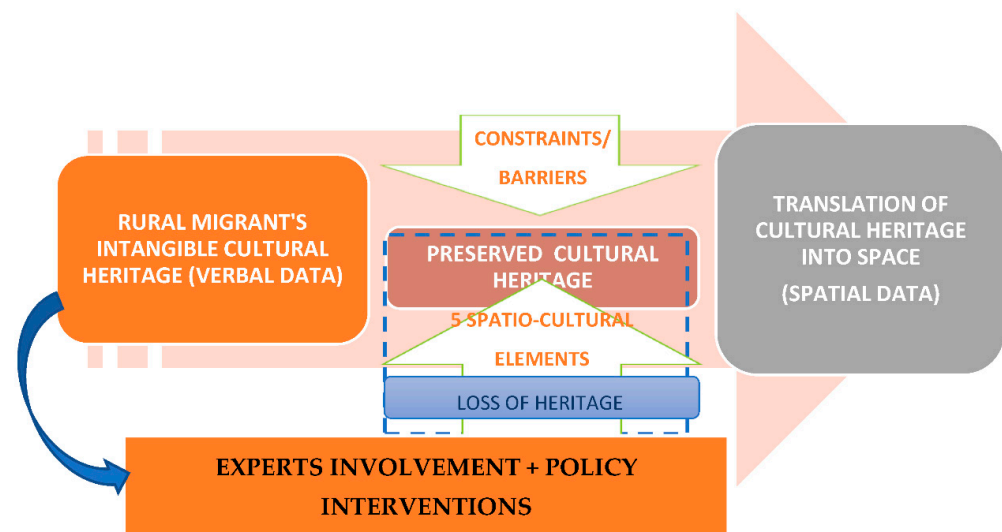 RURAL MIGRANT'S
INTANGIBLE CULTURAL
HERITAGE (VERBAL DATA)
CONSTRAINTS/
BARRIERS
PRESERVED CULTURAL
HERITAGE
5 SPATIO-CULTURAL
ELEMENTS
LOSS OF HERITAGE
TRANSLATION OF
CULTURAL HERITAGE
INTO SPACE
(SPATIAL DATA)
EXPERTS INVOLVEMENT + POLICY
INTERVENTIONS